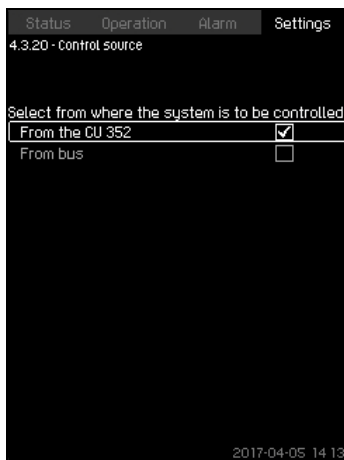 Status Operation Alarm Settings
4.3.20 - Control source
Select from where the system is to be controlled
From the CU 352
From bus
2017-04-05 14:13